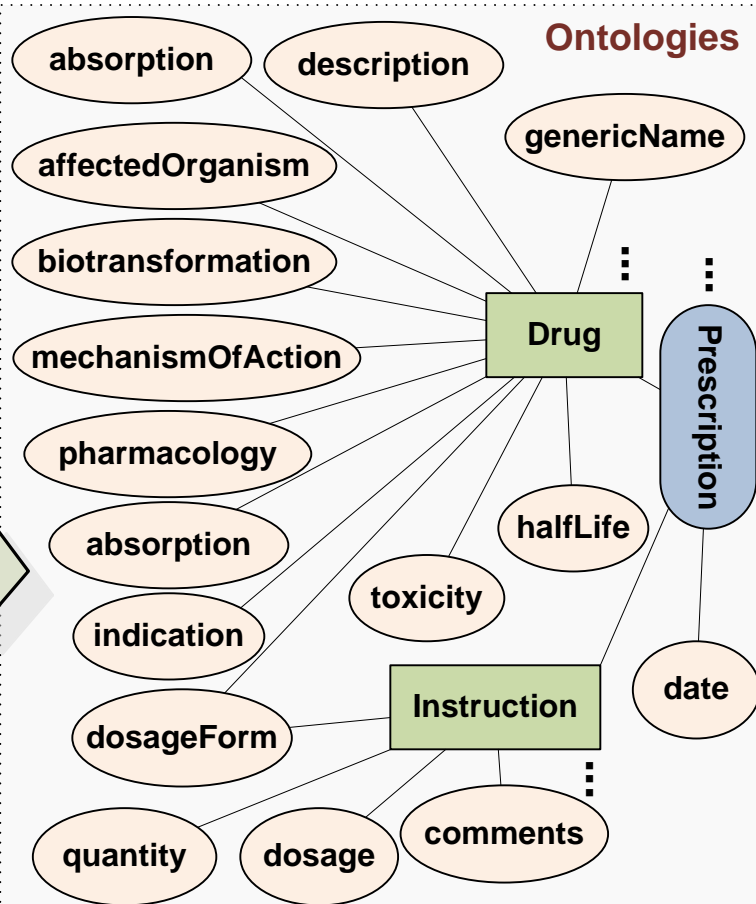 Ontologies
absorption
description
genericName
affectedOrganism
biotransformation
Drug
Prescription
mechanismOfAction
pharmacology
absorption
halfLife
toxicity
indication
Instruction
date
dosageForm
quantity
dosage
comments